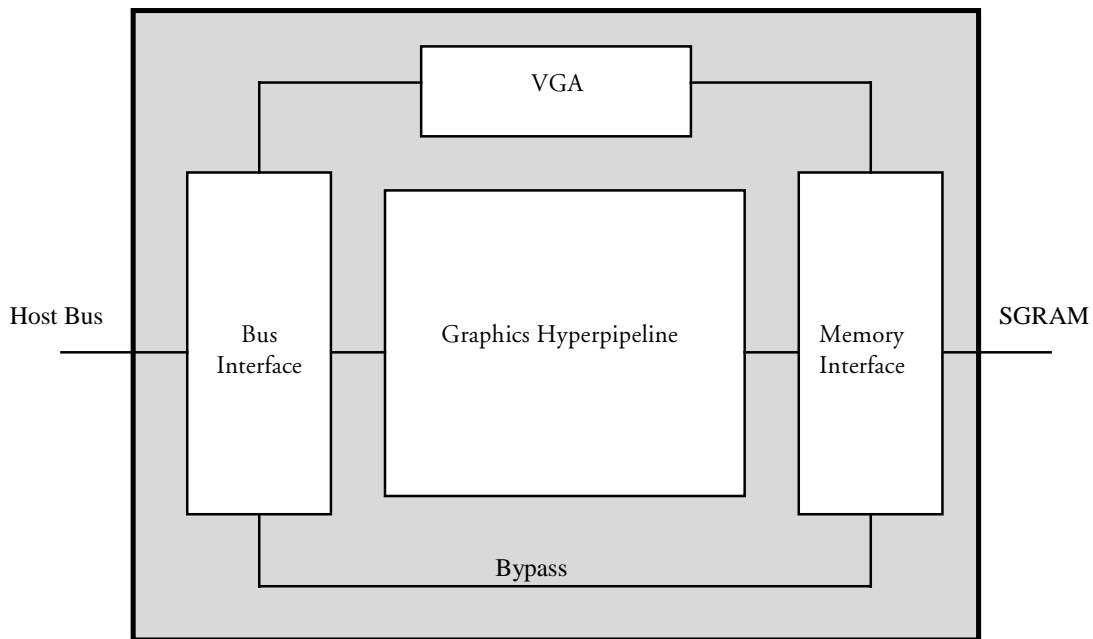 VGA
Host Bus
Bus
Interface
Graphics Hyperpipeline
Memory
Interface
SGRAM
Bypass